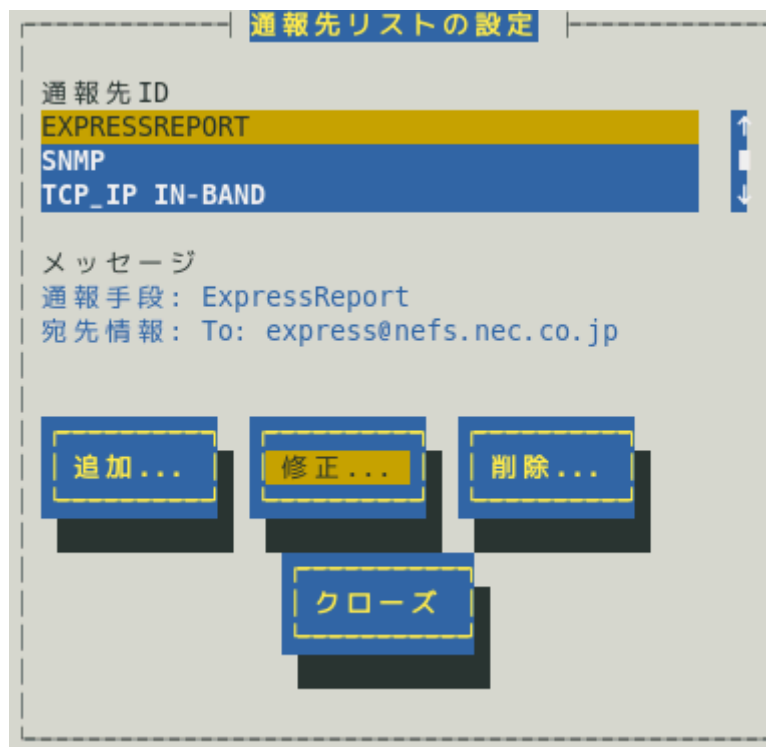 通報先リストの設定
通報先ID
EXPRESSREPORT
↑
SNMP
TCP_IP IN-BAND
↓
メッセージ
通報手段: ExpressReport
宛先情報: To: express@nefs.nec.co.jp
追加... 修正... 削除...
クローズ